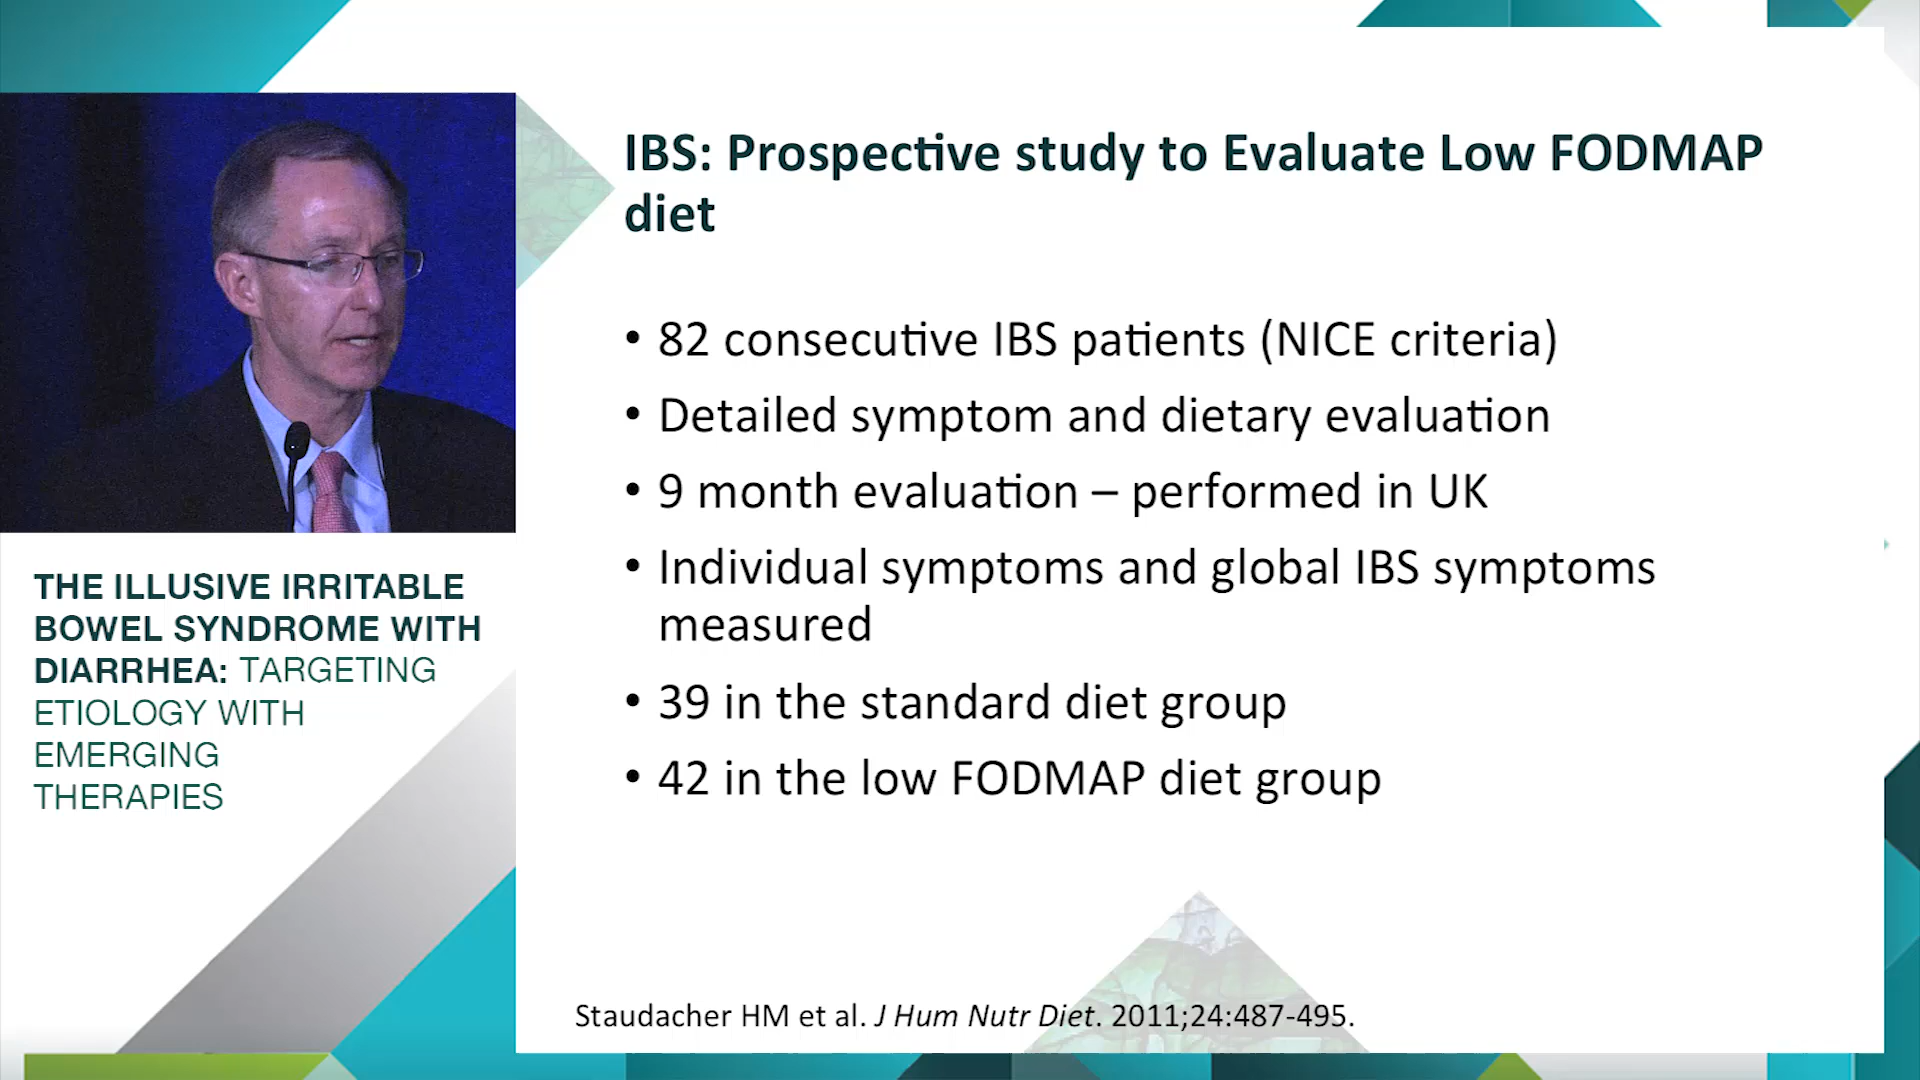 IBS: Prospective study to Evaluate Low FODMAP
diet
• 82 consecutive IBS patients (NICE criteria)
• Detailed symptom and dietary evaluation
• 9 month evaluation – performed in UK
• Individual symptoms and global IBS symptoms
measured
• 39 in the standard diet group
• 42 in the low FODMAP diet group
Staudacher HM et al. J Hum Nutr Diet. 2011;24:487-495.
THE ILLUSIVE IRRITABLE
BOWEL SYNDROME WITH
DIARRHEA: TARGETING
ETIOLOGY WITH
EMERGING
THERAPIES